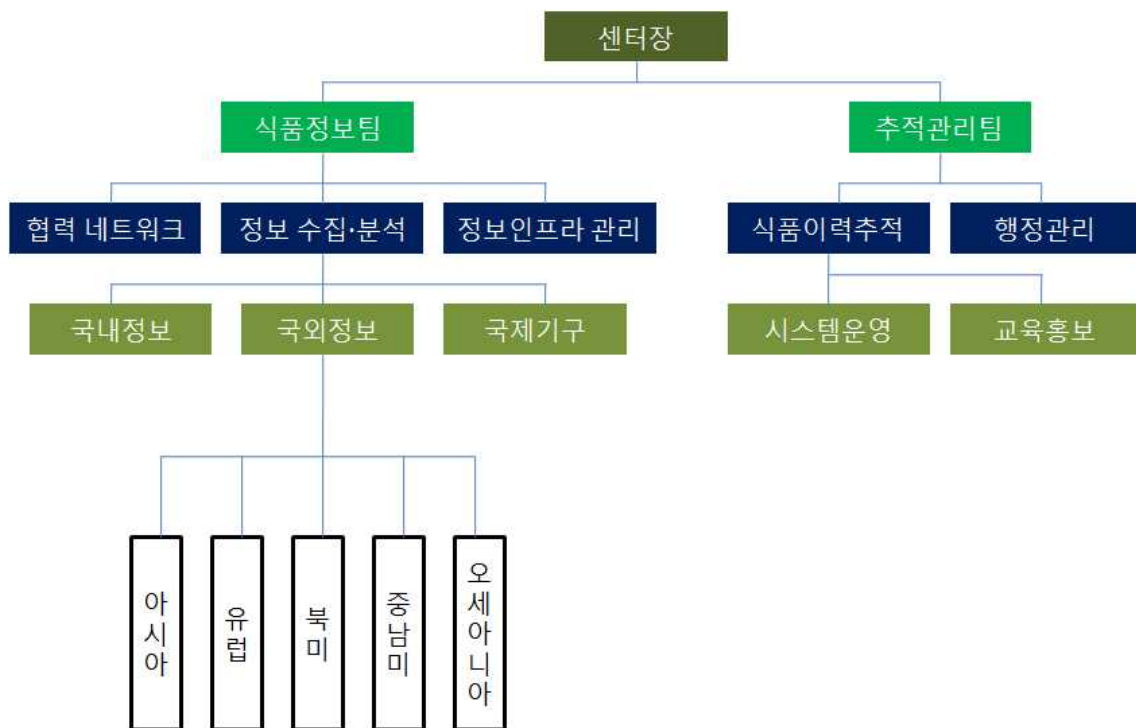 센터장
식품정보팀
추적관리팀
협력 네트워크
정보 수집·분석
정보인프라 관리
식품이력추적
행정관리
국내정보
국외정보
국제기구
시스템운영
교육홍보
아시아
유럽
북미
중남미
오세아니아